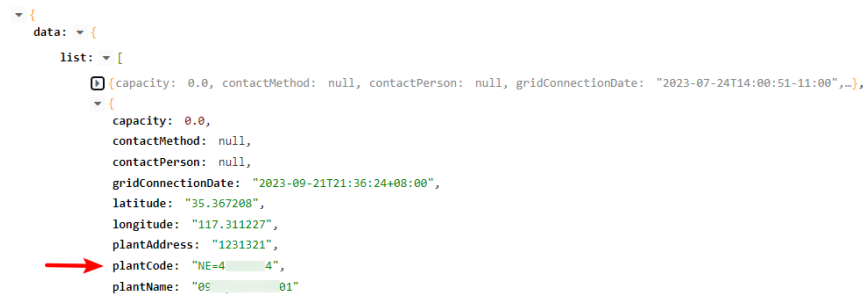 {
data: {
list: [
{capacity: 0.0, contactMethod: null, contactPerson: null, gridConnectionDate: "2023-07-24T14:00:51-11:00",…},
{
capacity: 0.0,
contactMethod: null,
contactPerson: null,
gridConnectionDate: "2023-09-21T21:36:24+08:00",
latitude: "35.367208",
longitude: "117.311227",
plantAddress: "1231321",
plantCode: "NE=4 4",
plantName: "09 01"